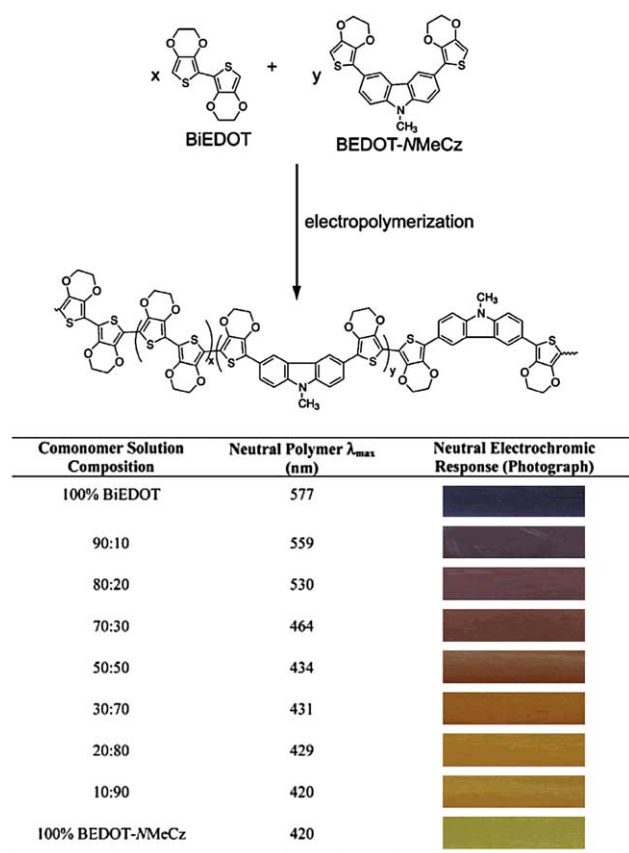 x
+
y
BiEDOT
BEDOT-NMeCz
electropolymerization
Comonomer Solution Composition
Neutral Polymer λmax (nm)
Neutral Electrochromic Response (Photograph)
100% BiEDOT 577
90:10 559
80:20 530
70:30 464
50:50 434
30:70 431
20:80 429
10:90 420
100% BEDOT-NMeCz 420